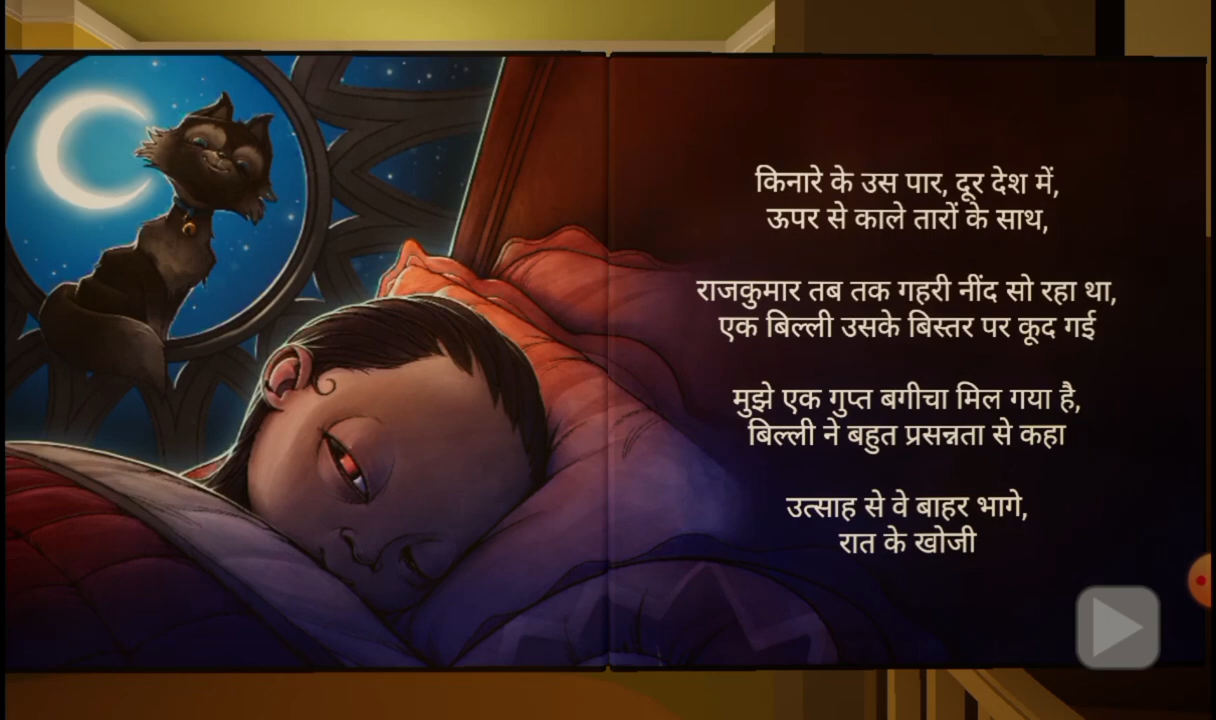 किनारे के उस पार, दूर देश में,
ऊपर से काले तारों के साथ,
राजकुमार तब तक गहरी नींद सो रहा था,
एक बिल्ली उसके बिस्तर पर कूद गई
मुझे एक गुप्त बगीचा मिल गया है,
बिल्ली ने बहुत प्रसन्नता से कहा
उत्साह से वे बाहर भागे,
रात के खोजी